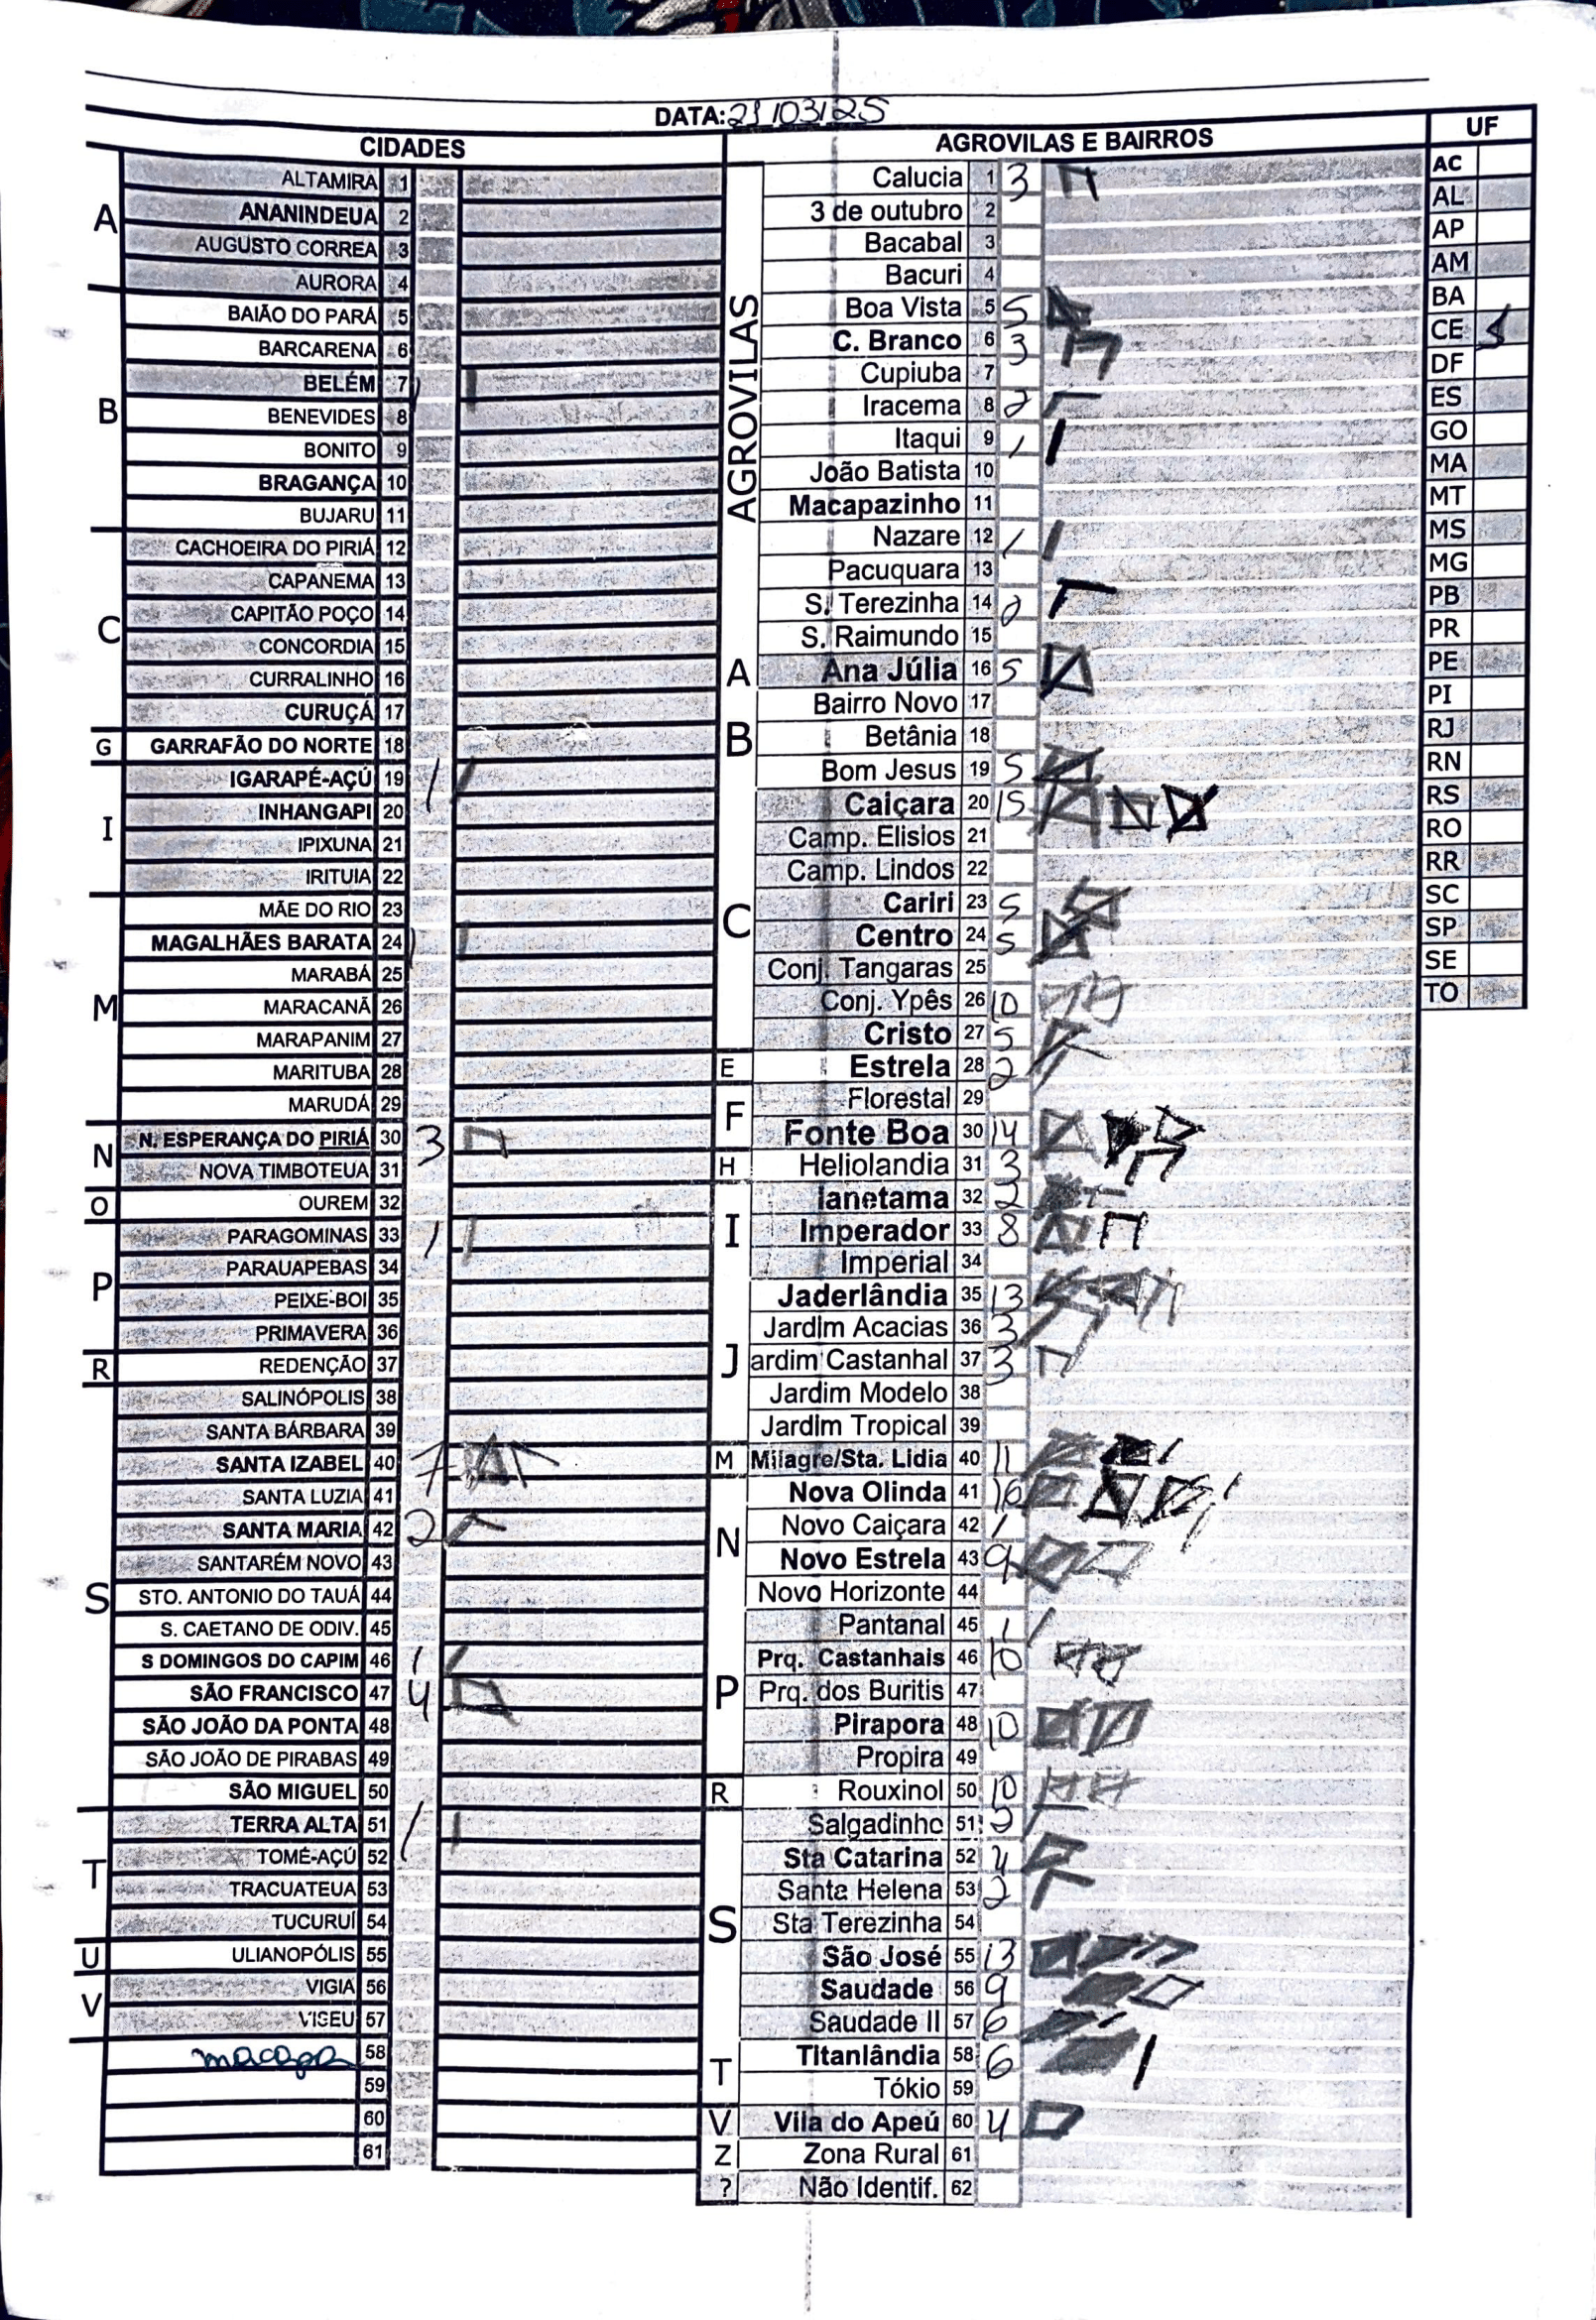 DATA: 21/03/25
CIDADES
A
ALTAMIRA 1
ANANINDEUA 2
AUGUSTO CORREA 3
AURORA 4
B
BAIÃO DO PARÁ 5
BARCARENA 6
BELÉM 7 1
BENEVIDES 8
BONITO 9
BRAGANÇA 10
BUJARU 11
C
CACHOEIRA DO PIRIÁ 12
CAPANEMA 13
CAPITÃO POÇO 14
CONCORDIA 15
CURRALINHO 16
CURUÇÁ 17
G
GARRAFÃO DO NORTE 18
I
IGARAPÉ-AÇÚ 19 1
INHANGAPI 20
IPIXUNA 21
IRITUIA 22
M
MÃE DO RIO 23
MAGALHÃES BARATA 24 1
MARABÁ 25
MARACANÃ 26
MARAPANIM 27
MARITUBA 28
MARUDÁ 29
N
N. ESPERANÇA DO PIRIÁ 30 3
NOVA TIMBOTEUA 31
O
OUREM 32
P
PARAGOMINAS 33 1
PARAUAPEBAS 34
PEIXE-BOI 35
PRIMAVERA 36
R
REDENÇÃO 37
S
SALINÓPOLIS 38
SANTA BÁRBARA 39
SANTA IZABEL 40 7
SANTA LUZIA 41
SANTA MARIA 42 2
SANTARÉM NOVO 43
STO. ANTONIO DO TAUÁ 44
S. CAETANO DE ODIV. 45
S DOMINGOS DO CAPIM 46 1
SÃO FRANCISCO 47 4
SÃO JOÃO DA PONTA 48
SÃO JOÃO DE PIRABAS 49
SÃO MIGUEL 50
T
TERRA ALTA 51 1
TOMÉ-AÇÚ 52
TRACUATEUA 53
TUCURUÍ 54
U
ULIANOPÓLIS 55
V
VIGIA 56
VISEU 57
macapa 58
59
60
61
AGROVILAS E BAIRROS
AGROVILAS
Calucia 1 3
3 de outubro 2
Bacabal 3
Bacuri 4
Boa Vista 5 5
C. Branco 6 3
Cupiuba 7
Iracema 8 2
Itaqui 9 1
João Batista 10
Macapazinho 11
Nazare 12 1
Pacuquara 13
S. Terezinha 14 2
S. Raimundo 15
A
Ana Júlia 16 5
B
Bairro Novo 17
Betânia 18
Bom Jesus 19 5
C
Caiçara 20 15
Camp. Elisios 21
Camp. Lindos 22
Cariri 23 5
Centro 24 5
Conj. Tangaras 25
Conj. Ypês 26 10
Cristo 27 5
E
Estrela 28 2
F
Florestal 29
Fonte Boa 30 14
H
Heliolandia 31 3
I
Ianetama 32 2
Imperador 33 8
Imperial 34
J
Jaderlândia 35 13
Jardim Acacias 36 3
ardim Castanhal 37 3
Jardim Modelo 38
Jardim Tropical 39
M
Milagre/Sta. Lidia 40 11
N
Nova Olinda 41 16
Novo Caiçara 42 1
Novo Estrela 43 9
Novo Horizonte 44
P
Pantanal 45 1
Prq. Castanhais 46 10
Prq. dos Buritis 47
Pirapora 48 10
Propira 49
R
Rouxinol 50 10
S
Salgadinho 51
Sta Catarina 52 4
Santa Helena 53 2
Sta Terezinha 54
São José 55 13
Saudade 56 9
Saudade II 57 6
T
Titanlândia 58 6
Tókio 59
V
Vila do Apeú 60 4
Z
Zona Rural 61
?
Não Identif. 62
UF
AC
AL
AP
AM
BA
CE
DF
ES
GO
MA
MT
MS
MG
PB
PR
PE
PI
RJ
RN
RS
RO
RR
SC
SP
SE
TO